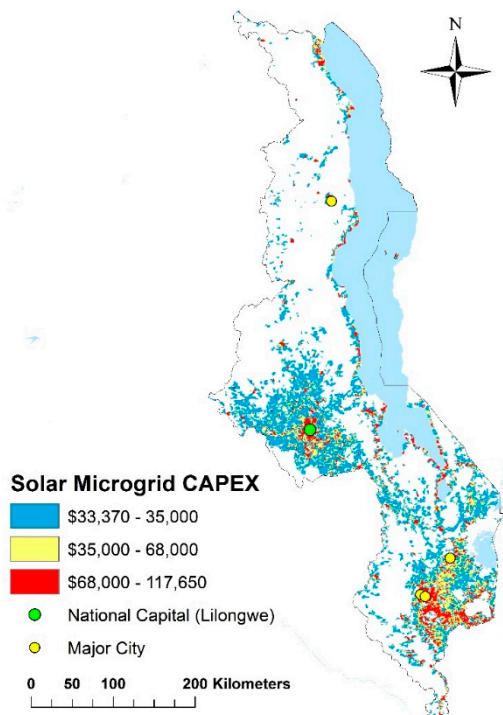 N
Solar Microgrid CAPEX
$33,370 - 35,000
$35,000 - 68,000
$68,000 - 117,650
National Capital (Lilongwe)
Major City
0 50 100 200 Kilometers